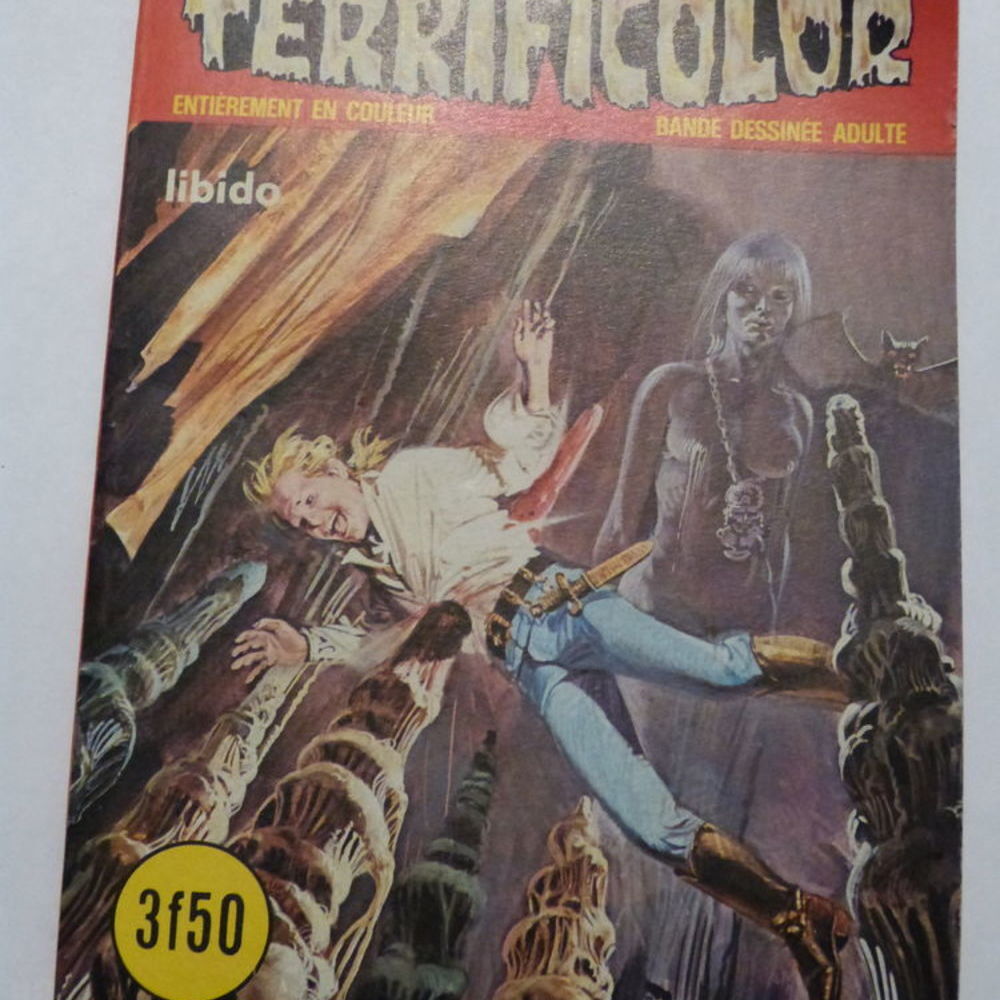 TERRIFICOLOR
ENTIÈREMENT EN COULEUR
BANDE DESSINÉE ADULTE
libido
3f50